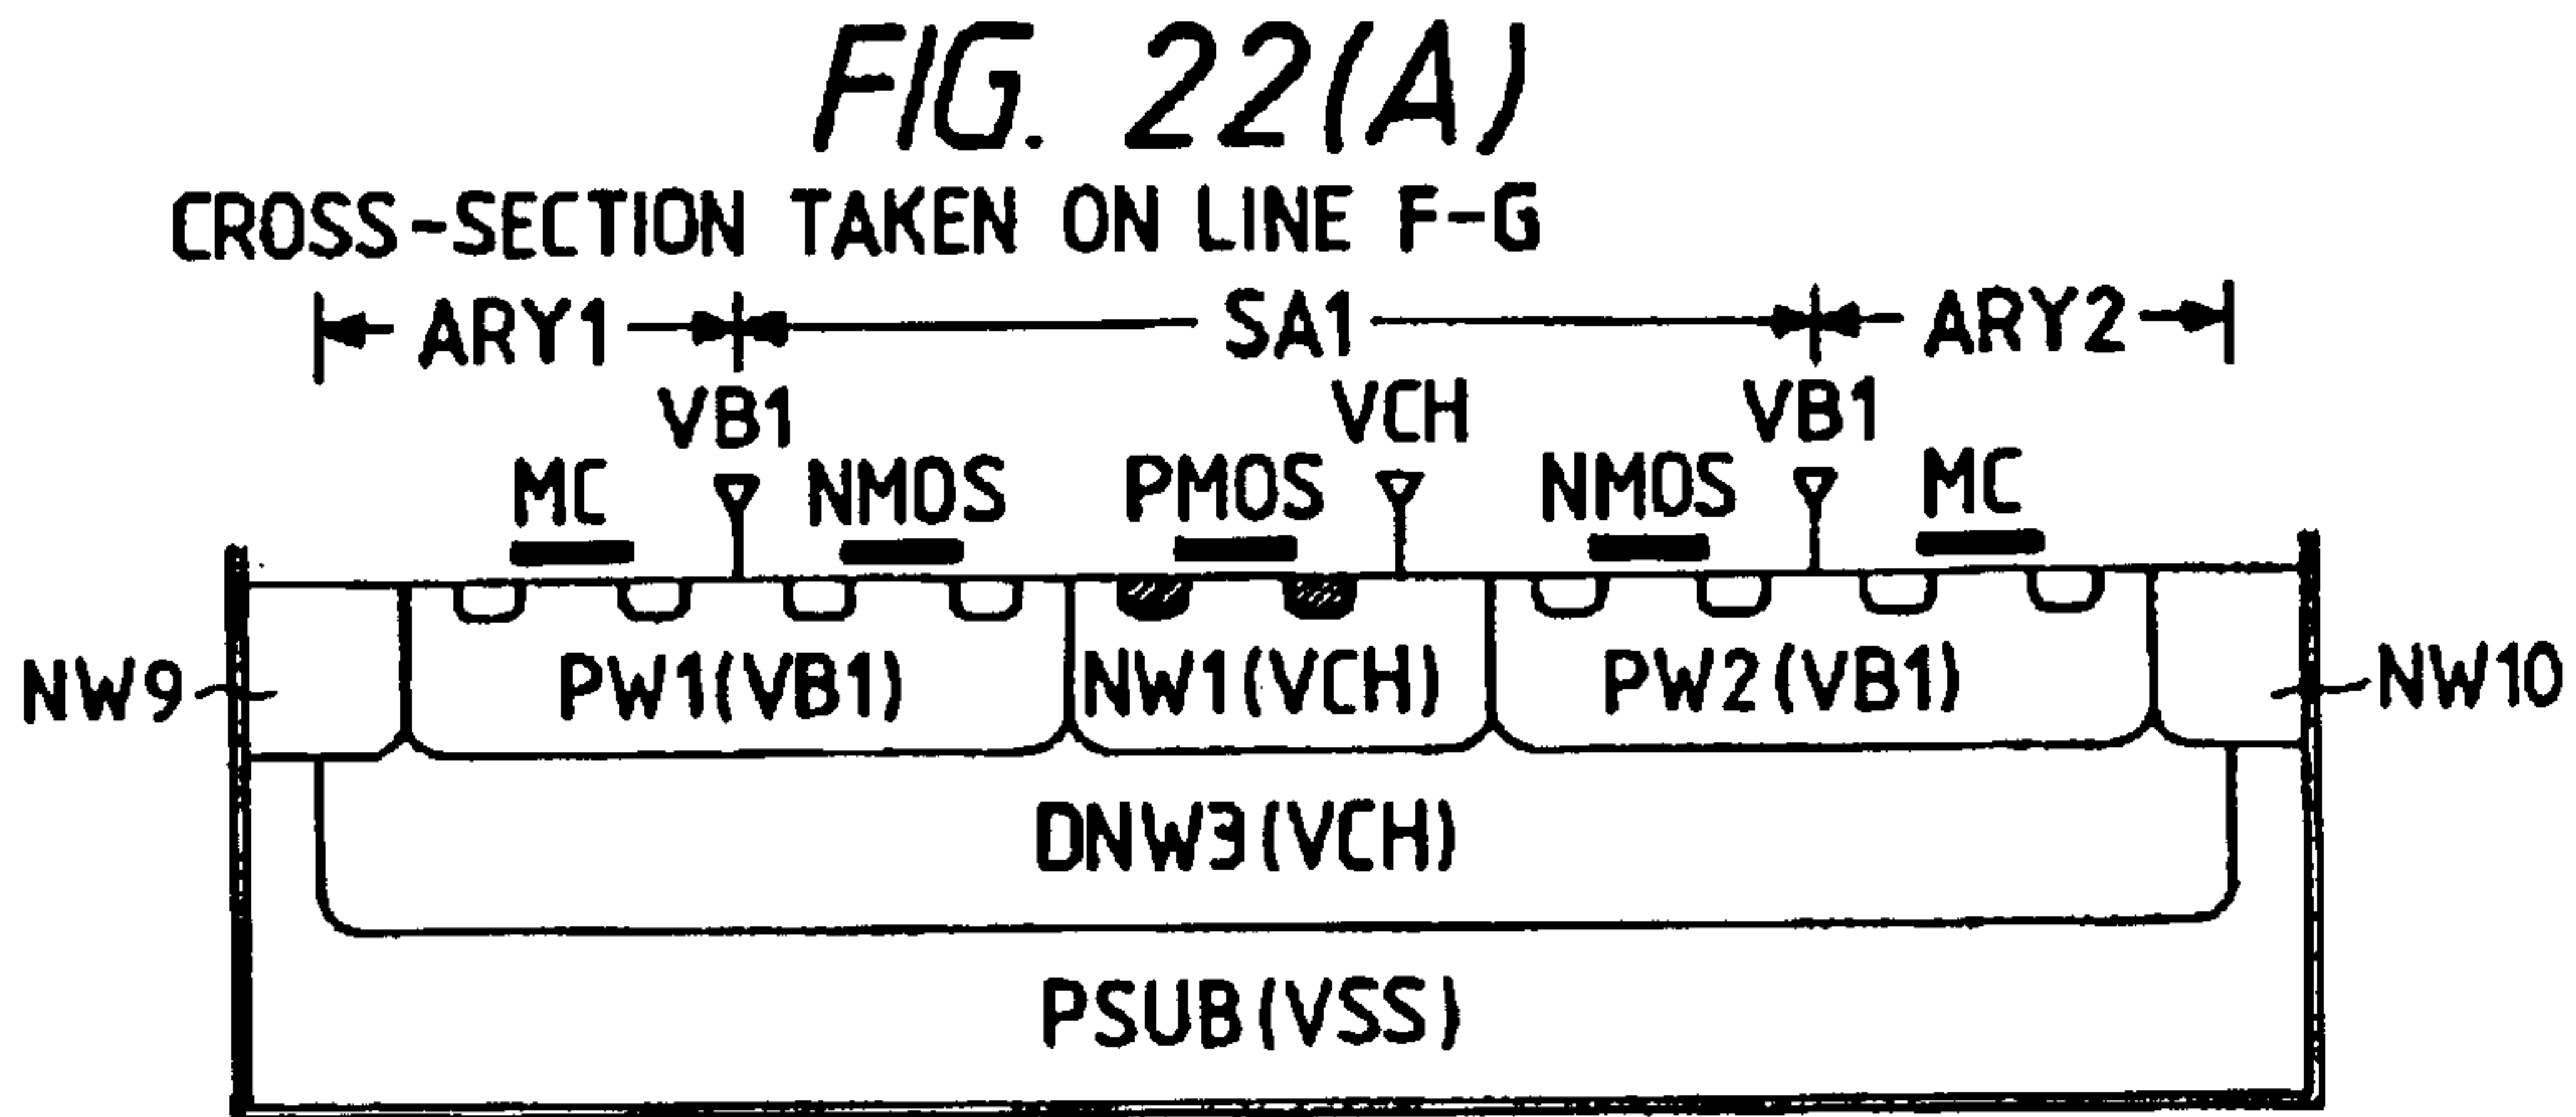 FIG. 22(A)
CROSS-SECTION TAKEN ON LINE F-G
ARY1 SA1 ARY2
VB1 VCH VB1
MC NMOS PMOS NMOS MC
NW9 PW1(VB1) NW1(VCH) PW2(VB1) NW10
DNW3(VCH)
PSUB(VSS)